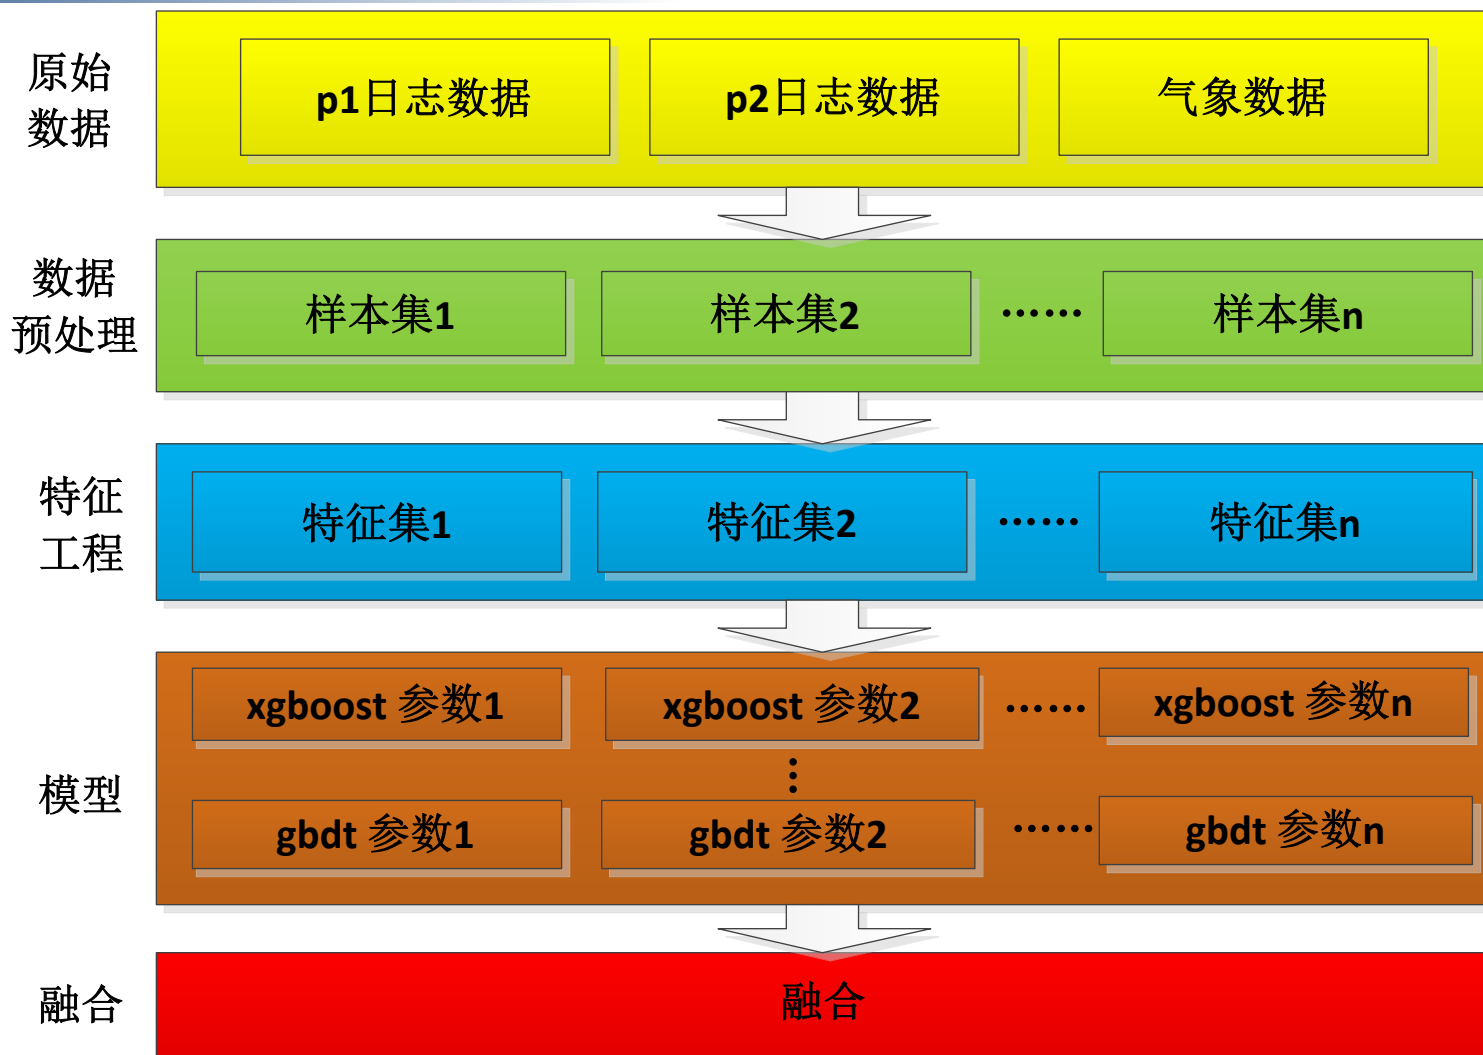 原始
数据
p1日志数据
p2日志数据
气象数据
数据
预处理
样本集1
样本集2
……
样本集n
特征
工程
特征集1
特征集2
……
特征集n
模型
xgboost 参数1
xgboost 参数2
……
xgboost 参数n
⋮
gbdt 参数1
gbdt 参数2
……
gbdt 参数n
融合
融合